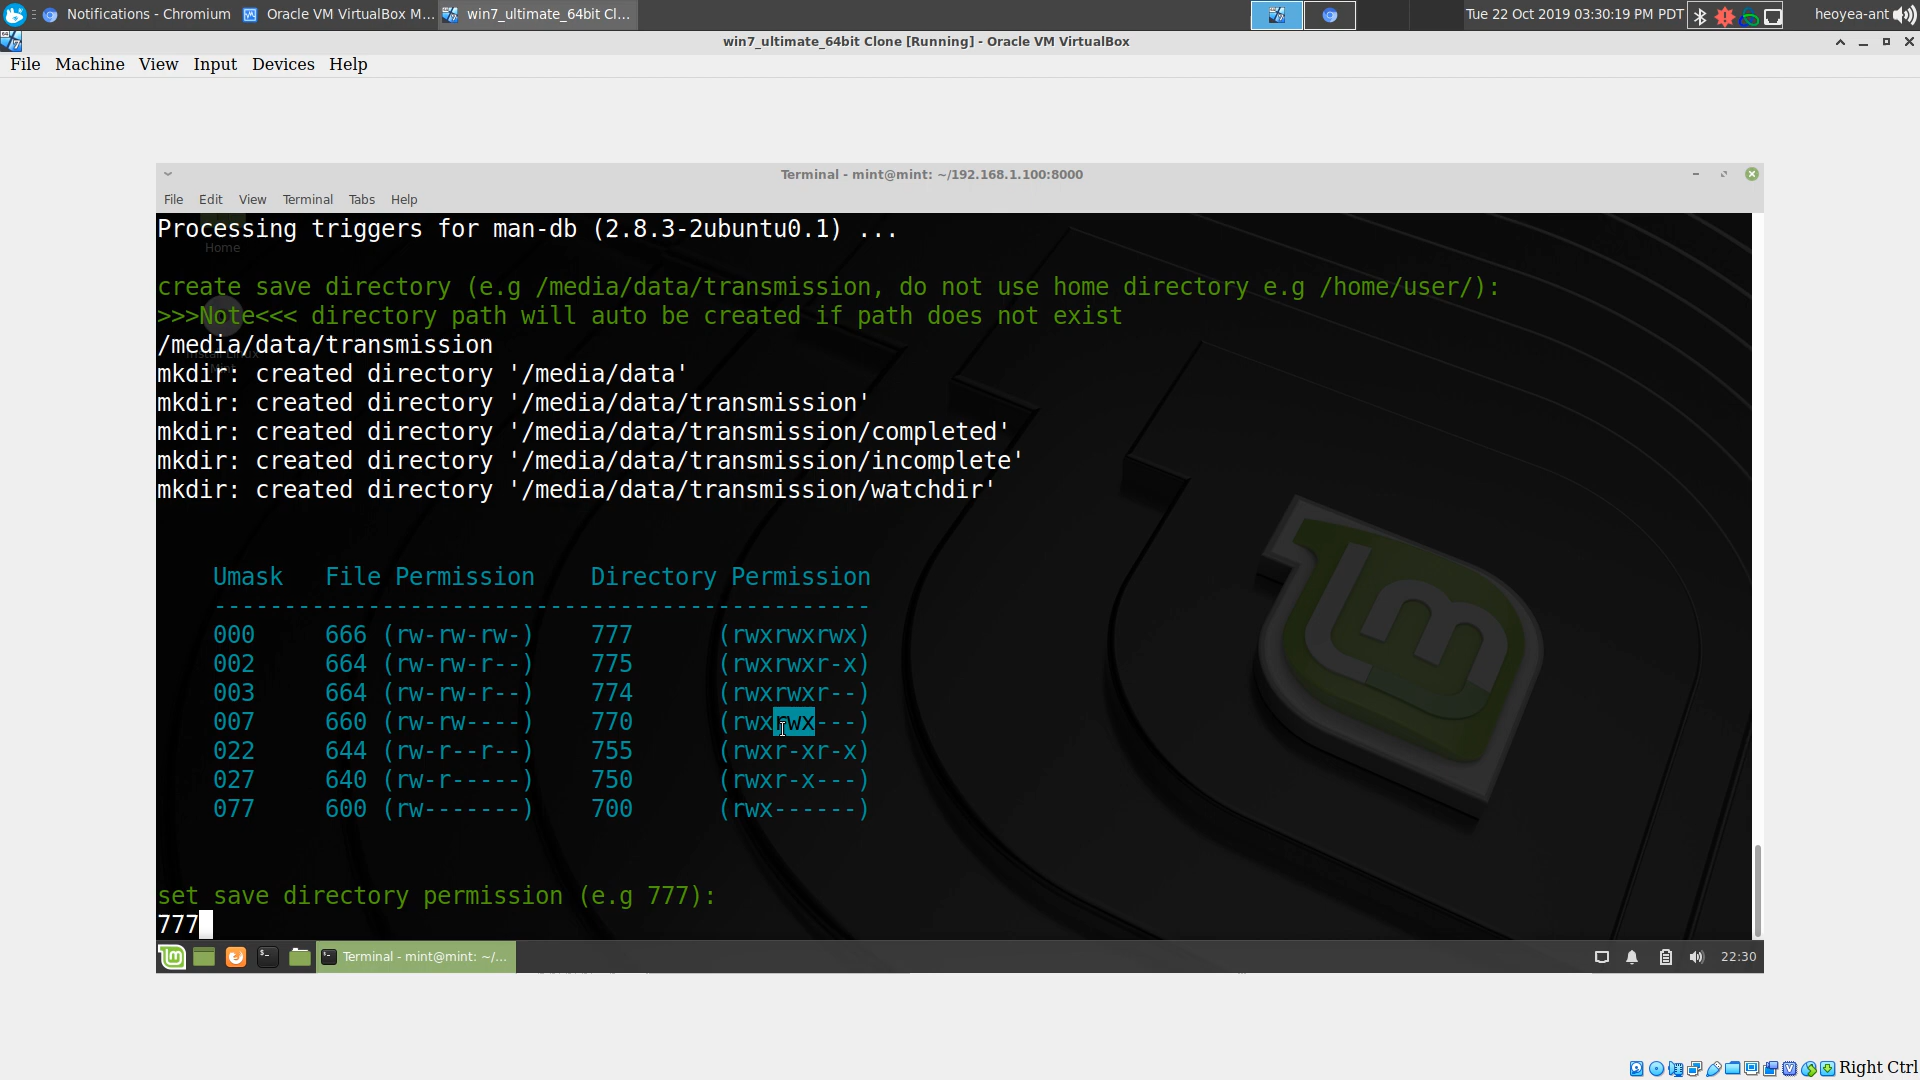 Notifications - Chromium
Oracle VM VirtualBox M...
win7_ultimate_64bit Cl...
Tue 22 Oct 2019 03:30:19 PM PDT
heoyea-ant
win7_ultimate_64bit Clone [Running] - Oracle VM VirtualBox
File Machine View Input Devices Help
Terminal - mint@mint: ~/192.168.1.100:8000
File Edit View Terminal Tabs Help
Processing triggers for man-db (2.8.3-2ubuntu0.1) ...
Home
create save directory (e.g /media/data/transmission, do not use home directory e.g /home/user/):
>>>Note<<< directory path will auto be created if path does not exist
/media/data/transmission
Install Linux
Mint
mkdir: created directory '/media/data'
mkdir: created directory '/media/data/transmission'
mkdir: created directory '/media/data/transmission/completed'
mkdir: created directory '/media/data/transmission/incomplete'
mkdir: created directory '/media/data/transmission/watchdir'
Umask File Permission Directory Permission
-----------------------------------------------
000 666 (rw-rw-rw-) 777 (rwxrwxrwx)
002 664 (rw-rw-r--) 775 (rwxrwxr-x)
003 664 (rw-rw-r--) 774 (rwxrwxr--)
007 660 (rw-rw----) 770 (rwxrwx---)
022 644 (rw-r--r--) 755 (rwxr-xr-x)
027 640 (rw-r-----) 750 (rwxr-x---)
077 600 (rw-------) 700 (rwx------)
set save directory permission (e.g 777):
777
Terminal - mint@mint: ~/...
22:30
Right Ctrl